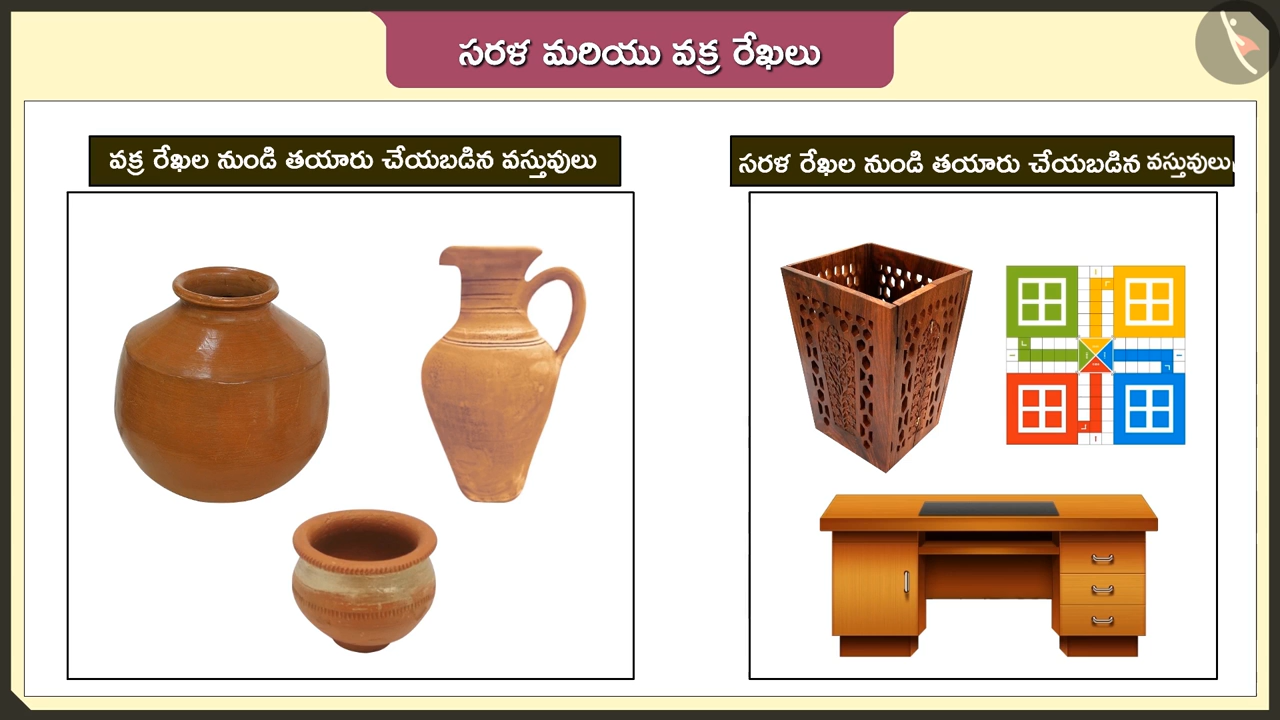 సరళ మరియు వక్ర రేఖలు
వక్ర రేఖల నుండి తయారు చేయబడిన వస్తువులు
సరళ రేఖల నుండి తయారు చేయబడిన వస్తువులు